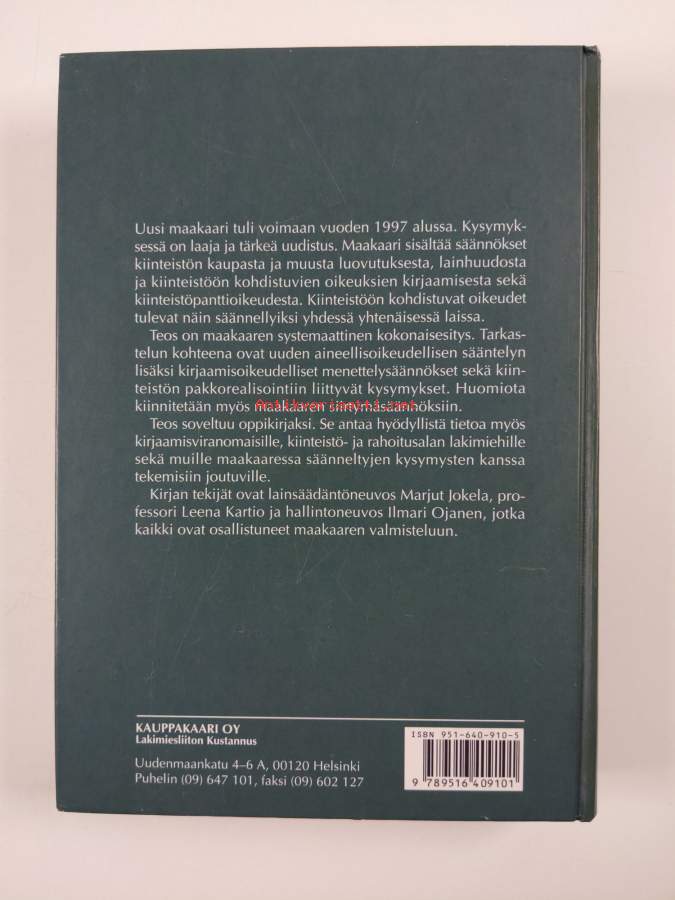 Uusi maakaari tuli voimaan vuoden 1997 alussa. Kysymyk-
sessä on laaja ja tärkeä uudistus. Maakaari sisältää säännökset
kiinteistön kaupasta ja muusta luovutuksesta, lainhuudosta
ja kiinteistöön kohdistuvien oikeuksien kirjaamisesta sekä
kiinteistöpanttioikeudesta. Kiinteistöön kohdistuvat oikeudet
tulevat näin säännellyiksi yhdessä yhtenäisessä laissa.
Teos on maakaaren systemaattinen kokonaisesitys. Tarkas-
telun kohteena ovat uuden aineellisoikeudellisen sääntelyn
lisäksi kirjaamisoikeudelliset menettelysäännökset sekä kiin-
teistön pakkorealisointiin liittyvät kysymykset. Huomiota
Antikvariaatti.net
kiinnitetään myös maakaaren siirtymäsäännöksiin.
Teos soveltuu oppikirjaksi. Se antaa hyödyllistä tietoa myös
kirjaamisviranomaisille, kiinteistö- ja rahoitusalan lakimiehille
sekä muille maakaaressa säänneltyjen kysymysten kanssa
tekemisiin joutuville.
Kirjan tekijät ovat lainsäädäntöneuvos Marjut Jokela, pro-
fessori Leena Kartio ja hallintoneuvos Ilmari Ojanen, jotka
kaikki ovat osallistuneet maakaaren valmisteluun.
KAUPPAKAARI OY
Lakimiesliiton Kustannus
Uudenmaankatu 4–6 A, 00120 Helsinki
Puhelin (09) 647 101, faksi (09) 602 127
ISBN 951-640-910-5
9 789516 409101